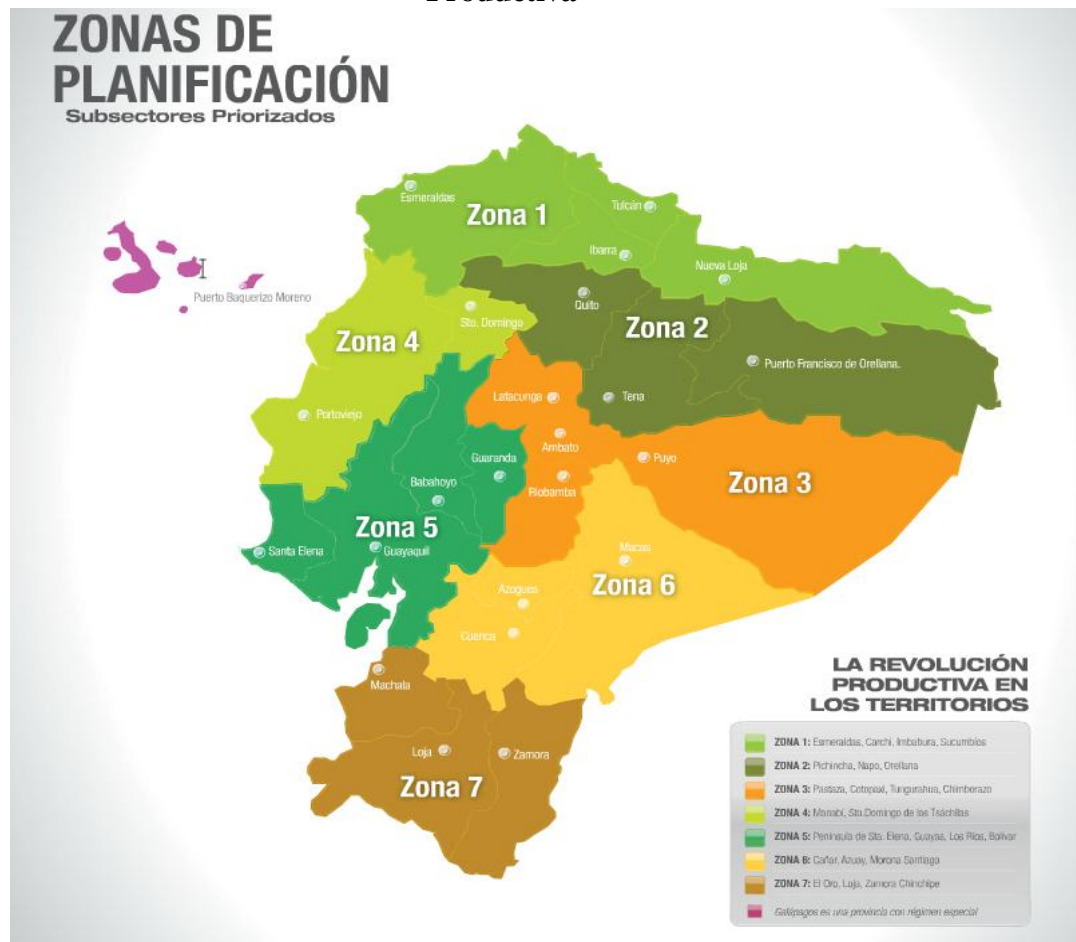 Productiva
ZONAS DE
PLANIFICACIÓN
Subsectores Priorizados
Esmeraldas
Tulcán
Zona 1
Ibarra
Nueva Loja
Puerto Baquerizo Moreno
Quito
Sto. Domingo
Zona 2
Zona 4
Puerto Francisco de Orellana.
Latacunga
Tena
Portoviejo
Ambato
Guaranda
Puyo
Babahoyo
Riobamba
Zona 3
Zona 5
Santa Elena
Guayaquil
Macas
Zona 6
Azogues
Cuenca
Machala
Loja
Zamora
Zona 7
LA REVOLUCIÓN
PRODUCTIVA EN
LOS TERRITORIOS
ZONA 1: Esmeraldas, Carchi, Imbabura, Sucumbíos
ZONA 2: Pichincha, Napo, Orellana
ZONA 3: Pastaza, Cotopaxi, Tungurahua, Chimborazo
ZONA 4: Manabí, Sto.Domingo de los Tsáchilas
ZONA 5: Península de Sta. Elena, Guayas, Los Ríos, Bolívar
ZONA 6: Cañar, Azuay, Morona Santiago
ZONA 7: El Oro, Loja, Zamora Chinchipe
Galápagos es una provincia con régimen especial